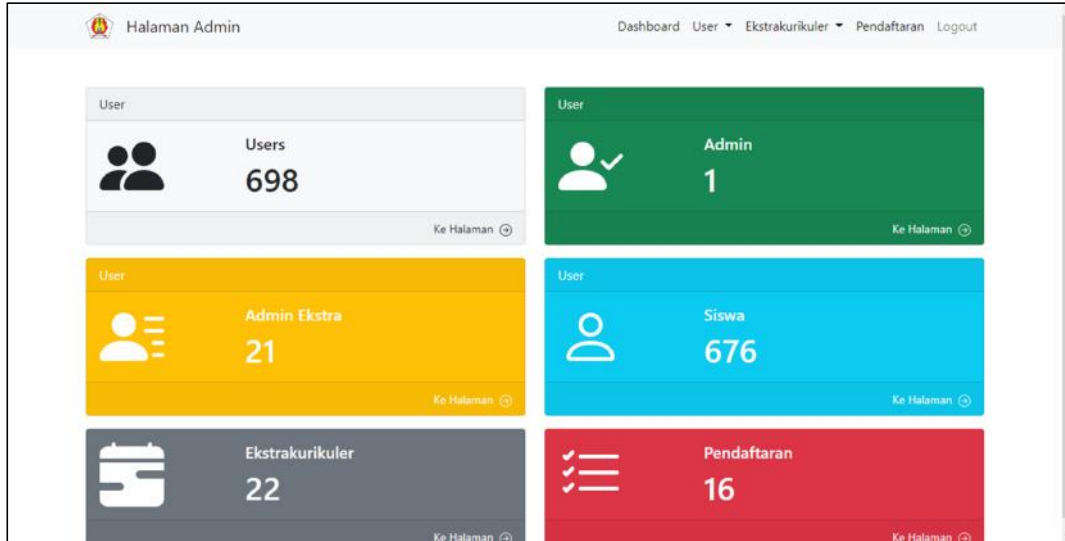 Halaman Admin
Dashboard User Ekstrakurikuler Pendaftaran Logout
User
Users
698
Ke Halaman
User
Admin
1
Ke Halaman
User
Admin Ekstra
21
Ke Halaman
User
Siswa
676
Ke Halaman
Ekstrakurikuler
22
Ke Halaman
Pendaftaran
16
Ke Halaman